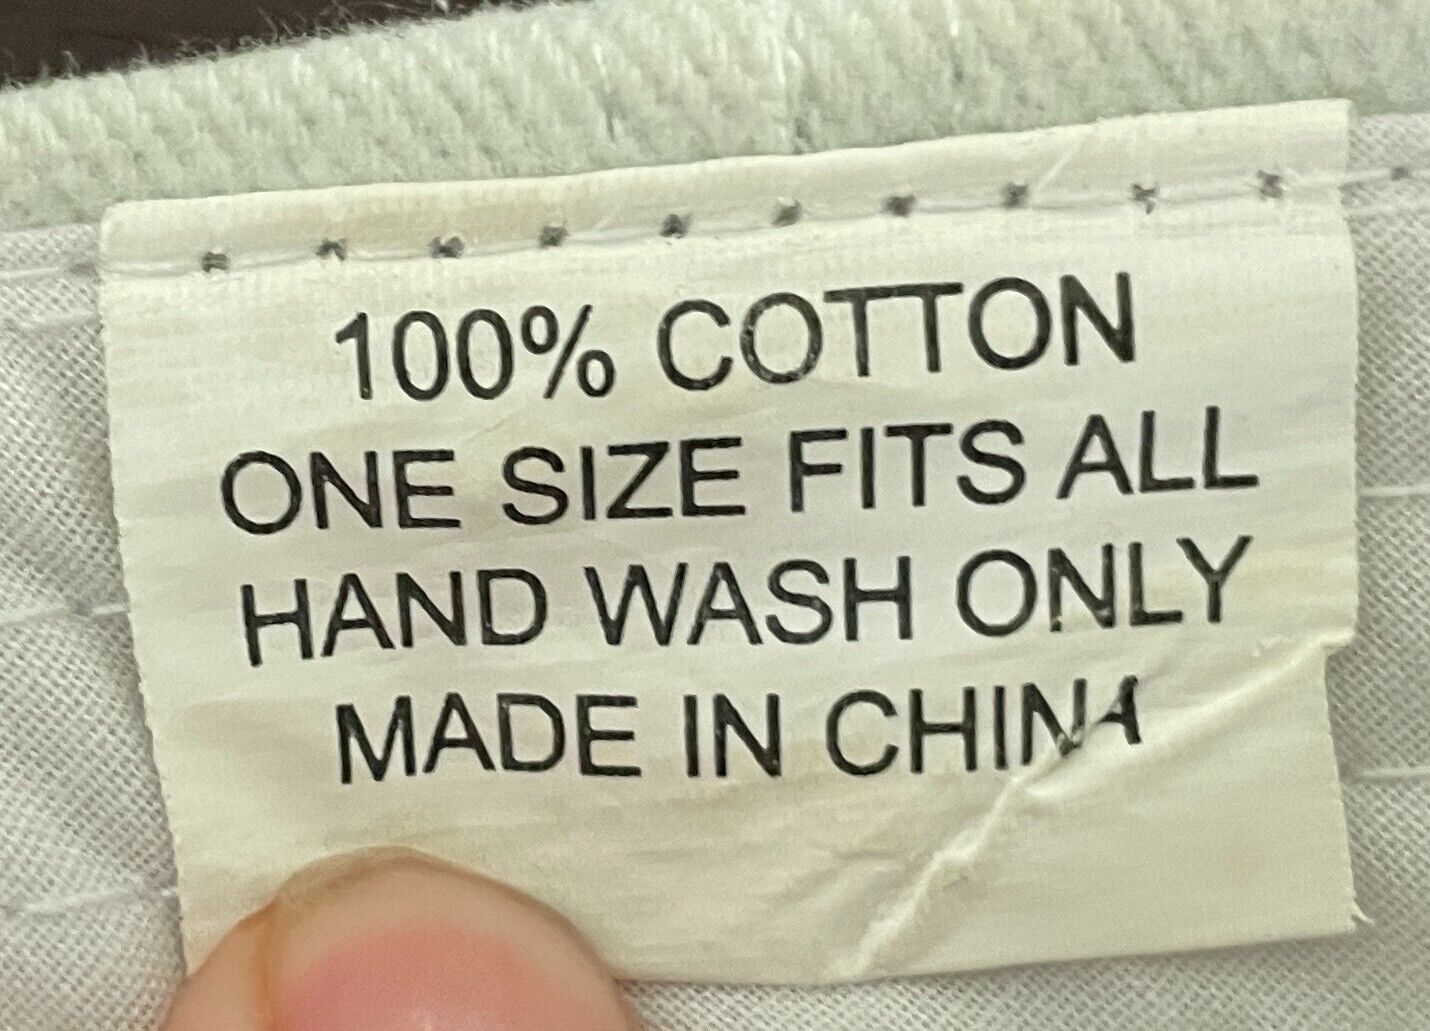 100% COTTON
ONE SIZE FITS ALL
HAND WASH ONLY
MADE IN CHINA